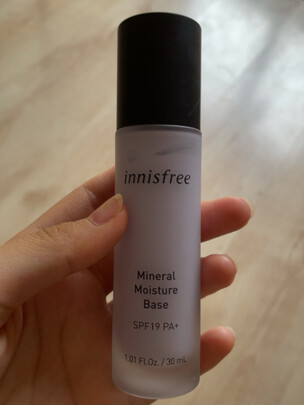 innisfree
Mineral
Moisture
Base
SPF19 PA+
1.01 FL.Oz. / 30 mL